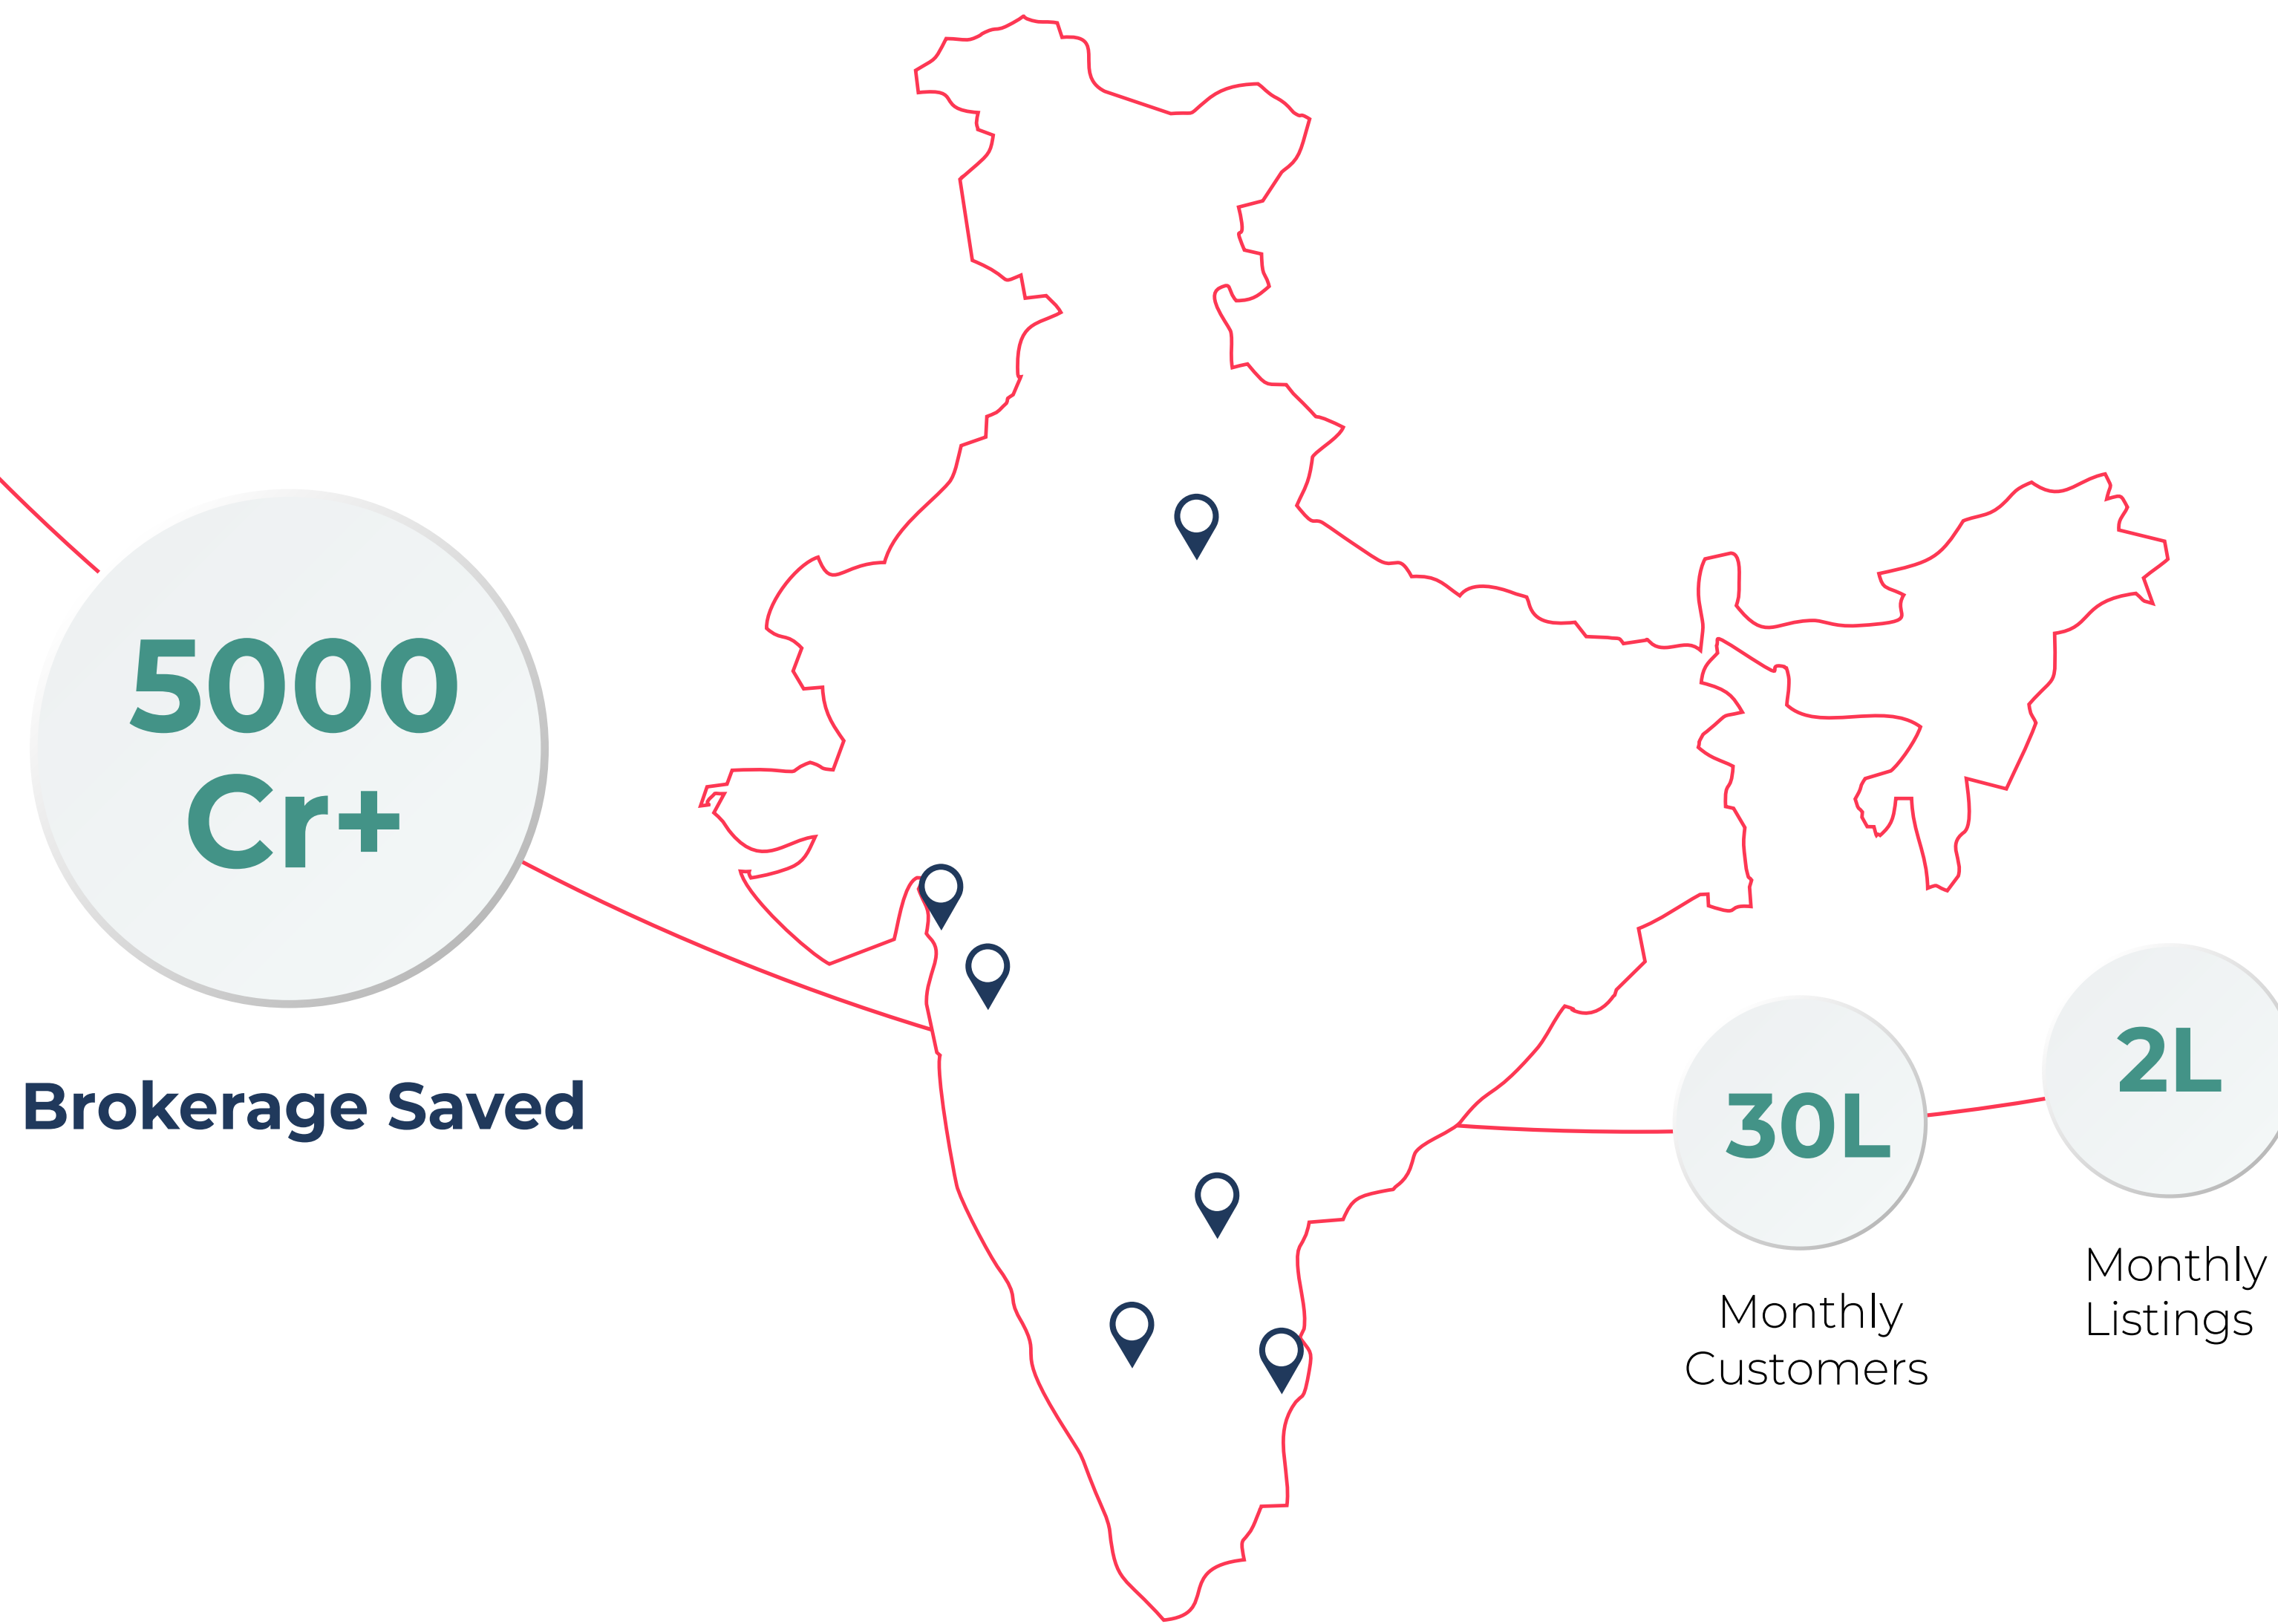 5000
Cr+
Brokerage Saved
30L
Monthly
Customers
2L
Monthly
Listings